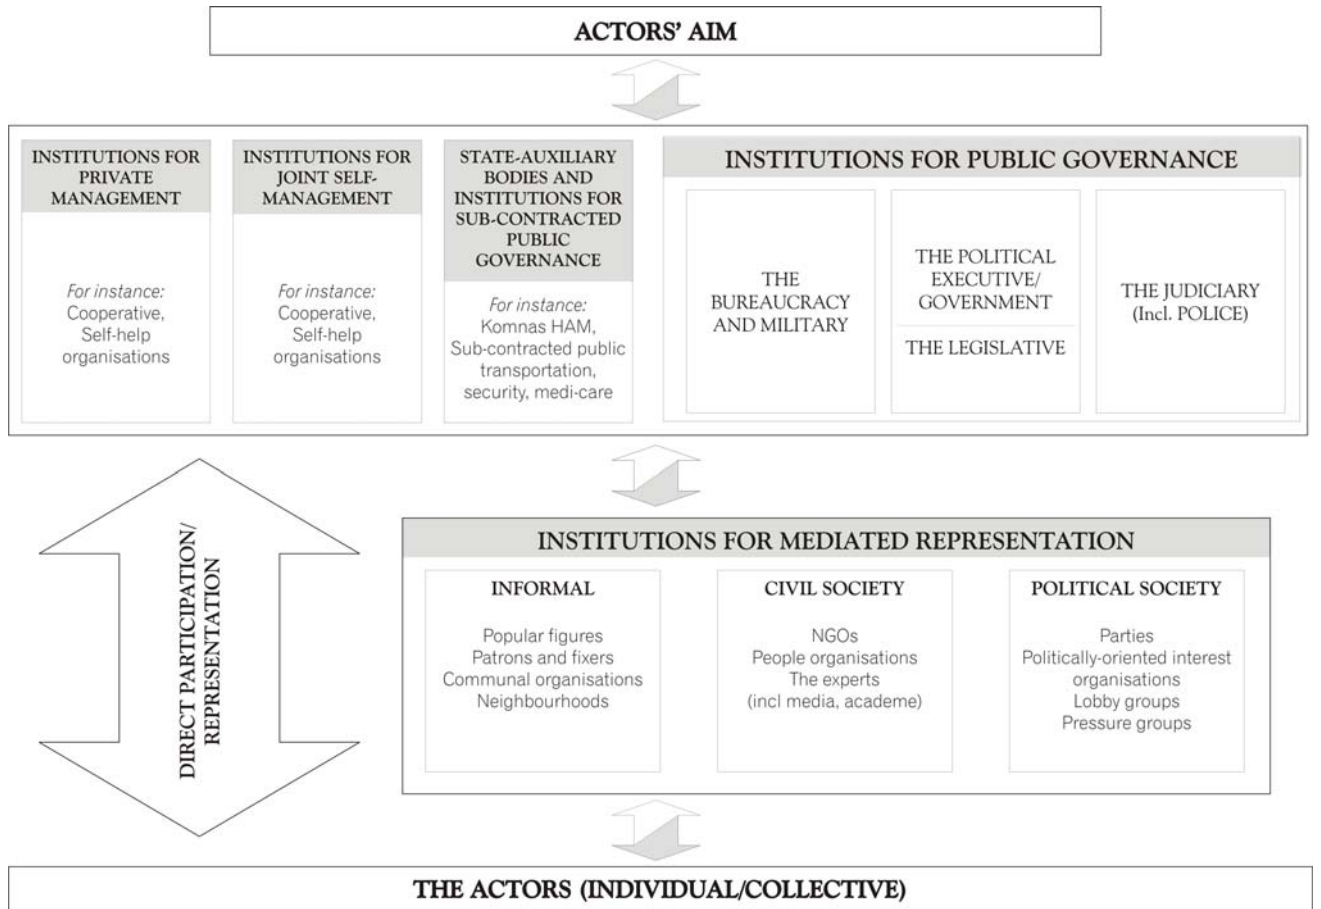 ACTORS’ AIM
INSTITUTIONS FOR
PRIVATE
MANAGEMENT
For instance:
Cooperative,
Self-help
organisations
INSTITUTIONS FOR
JOINT SELF-
MANAGEMENT
For instance:
Cooperative,
Self-help
organisations
STATE-AUXILIARY
BODIES AND
INSTITUTIONS FOR
SUB-CONTRACTED
PUBLIC
GOVERNANCE
For instance:
Komnas HAM,
Sub-contracted public
transportation,
security, medi-care
INSTITUTIONS FOR PUBLIC GOVERNANCE
THE
BUREAUCRACY
AND MILITARY
THE POLITICAL
EXECUTIVE/
GOVERNMENT
THE LEGISLATIVE
THE JUDICIARY
(Incl. POLICE)
DIRECT PARTICIPATION/
REPRESENTATION
INSTITUTIONS FOR MEDIATED REPRESENTATION
INFORMAL
Popular figures
Patrons and fixers
Communal organisations
Neighbourhoods
CIVIL SOCIETY
NGOs
People organisations
The experts
(incl media, academe)
POLITICAL SOCIETY
Parties
Politically-oriented interest
organisations
Lobby groups
Pressure groups
THE ACTORS (INDIVIDUAL/COLLECTIVE)